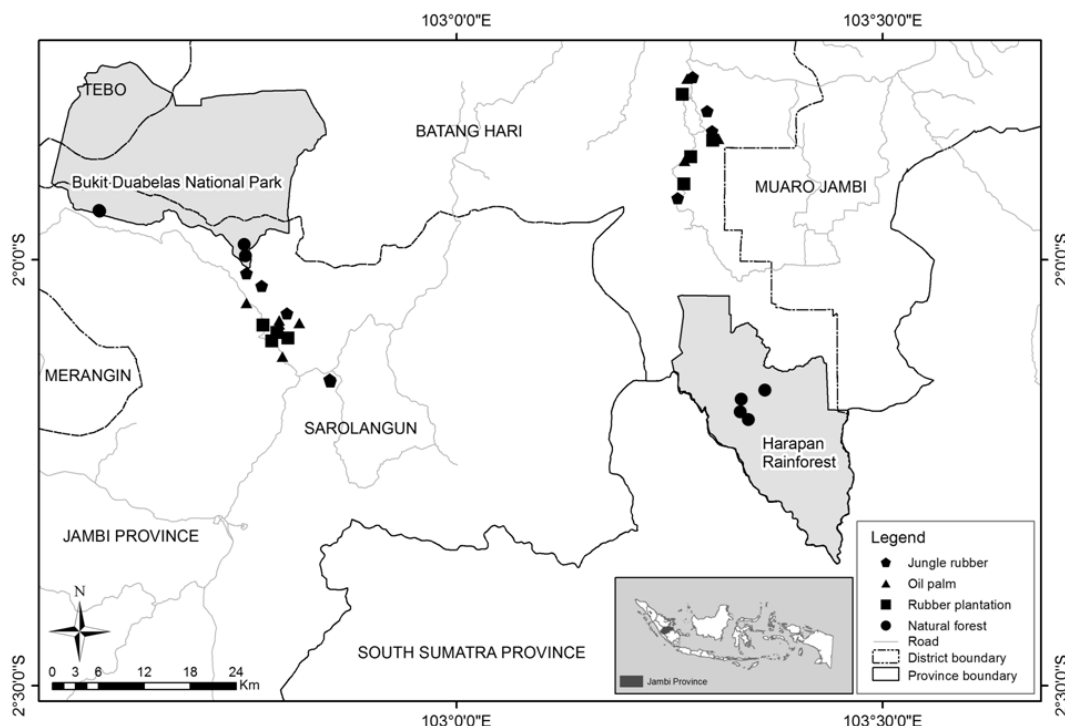 103°0'0"E
103°30'0"E
TEBO
BATANG HARI
Bukit Duabelas National Park
MUARO JAMBI
2°0'0"S
2°0'0"S
MERANGIN
SAROLANGUN
Harapan
Rainforest
JAMBI PROVINCE
SOUTH SUMATRA PROVINCE
N
0 3 6 12 18 24
Km
Jambi Province
Legend
Jungle rubber
Oil palm
Rubber plantation
Natural forest
Road
District boundary
Province boundary
2°30'0"S
2°30'0"S
103°0'0"E
103°30'0"E